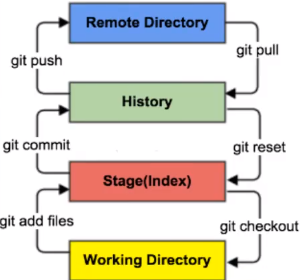 Remote Directory
git push
git pull
History
git commit
git reset
Stage(Index)
git add files
git checkout
Working Directory